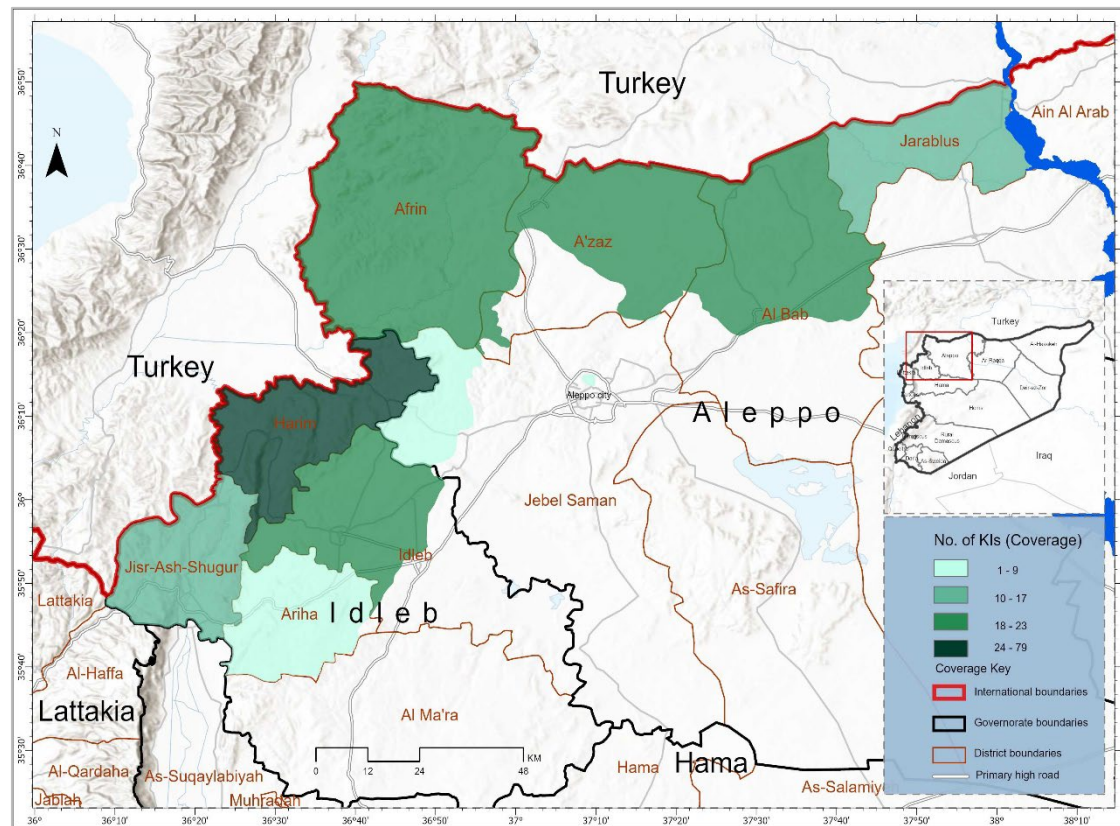 Turkey
Turkey
Ain Al Arab
Jarablus
Afrin
A'zaz
Al Bab
N
Harim
Aleppo city
Aleppo
Jebel Saman
Idleb
Jisr-Ash-Shugur
Ariha
Idleb
As-Safira
Lattakia
Al-Haffa
Lattakia
Al Ma'ra
Al-Qardaha
As-Suqaylabiyah
Jablah
Muhradah
Hama
Hama
As-Salamiy
KM
0 12 24 48
Turkey
Aleppo
Idleb
Al-Hasakeh
Ar-Raqqa
Hama
Homs
Lebanon
Rural
Damascus
Iraq
Jordan
No. of KIs (Coverage)
1 - 9
10 - 17
18 - 23
24 - 79
Coverage Key
International boundaries
Governorate boundaries
District boundaries
Primary high road
36°50'
36°40'
36°30'
36°20'
36°10'
36°
35°50'
35°40'
35°30'
36° 36°10' 36°20' 36°30' 36°40' 36°50' 37° 37°10' 37°20' 37°30' 37°40' 37°50' 38° 38°10'